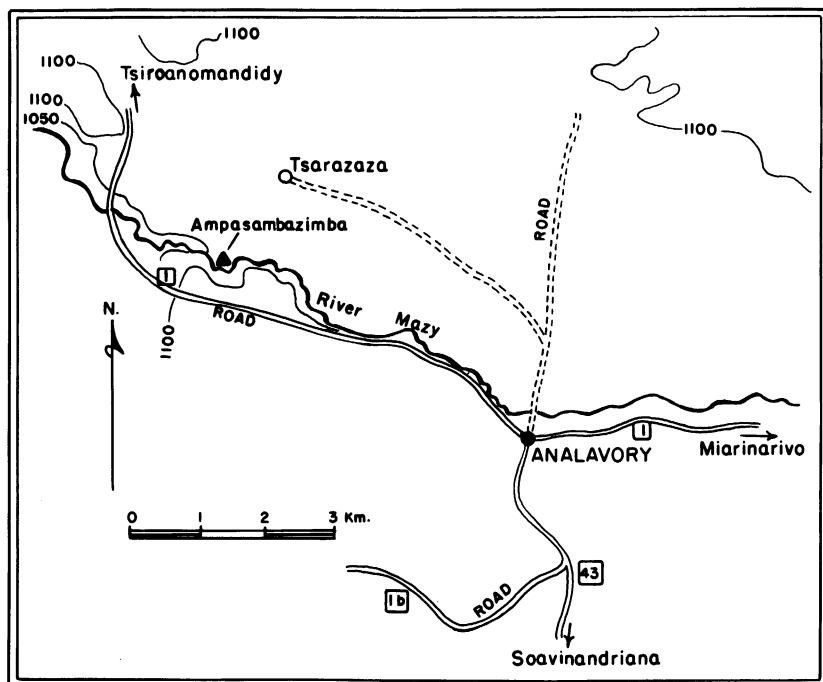 1100
1100
Tsiroanomandidy
1100
1050
1100
Tsarazaza
ROAD
Ampasambazimba
1
River
Mazy
N.
ROAD
1100
1
ANALAVORY
Miarinarivo
0 1 2 3 Km.
43
1b
ROAD
Soavinandriana